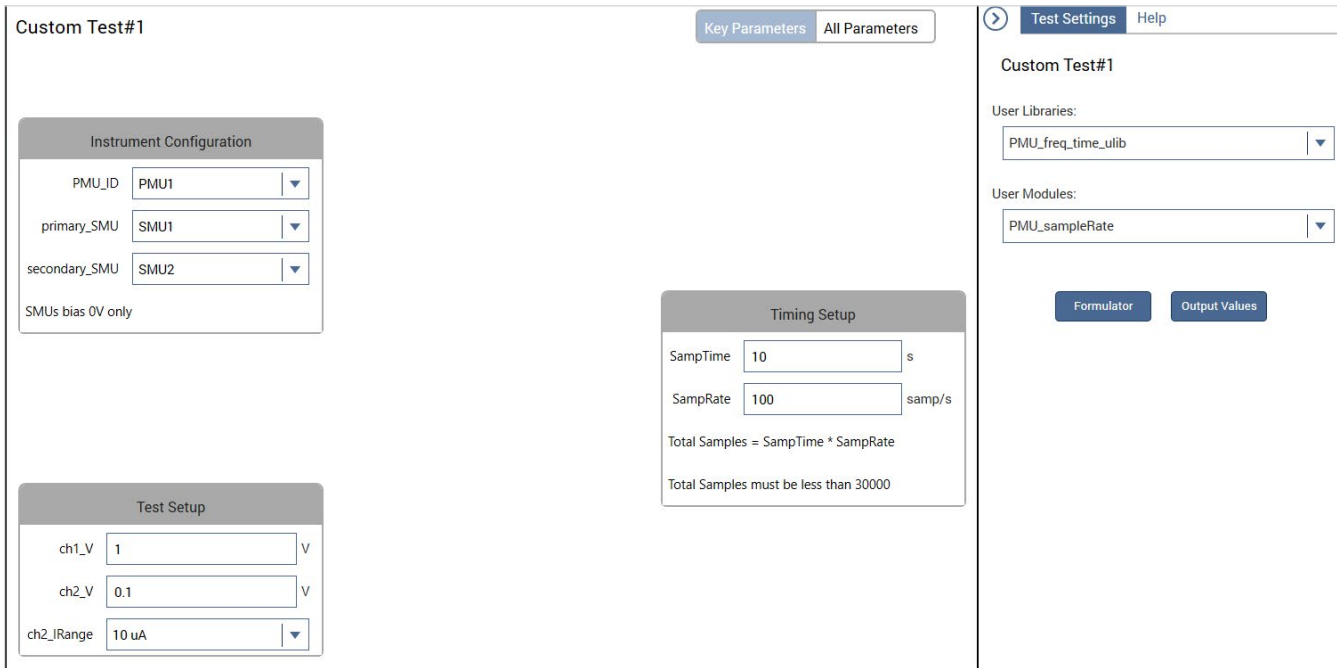 Custom Test#1
Key Parameters All Parameters
Instrument Configuration
PMU_ID PMU1
primary_SMU SMU1
secondary_SMU SMU2
SMUs bias 0V only
Timing Setup
SampTime 10 s
SampRate 100 samp/s
Total Samples = SampTime * SampRate
Total Samples must be less than 30000
Test Setup
ch1_V 1 V
ch2_V 0.1 V
ch2_IRange 10 uA
Test Settings Help
Custom Test#1
User Libraries:
PMU_freq_time_ulib
User Modules:
PMU_sampleRate
Formulator Output Values